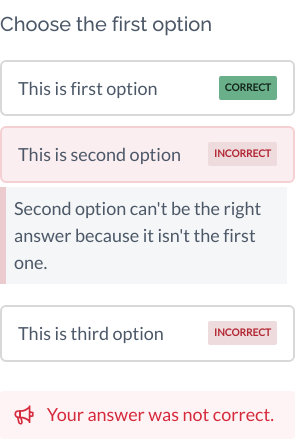 Choose the first option
This is first option CORRECT
This is second option INCORRECT
Second option can't be the right
answer because it isn't the first
one.
This is third option INCORRECT
Your answer was not correct.